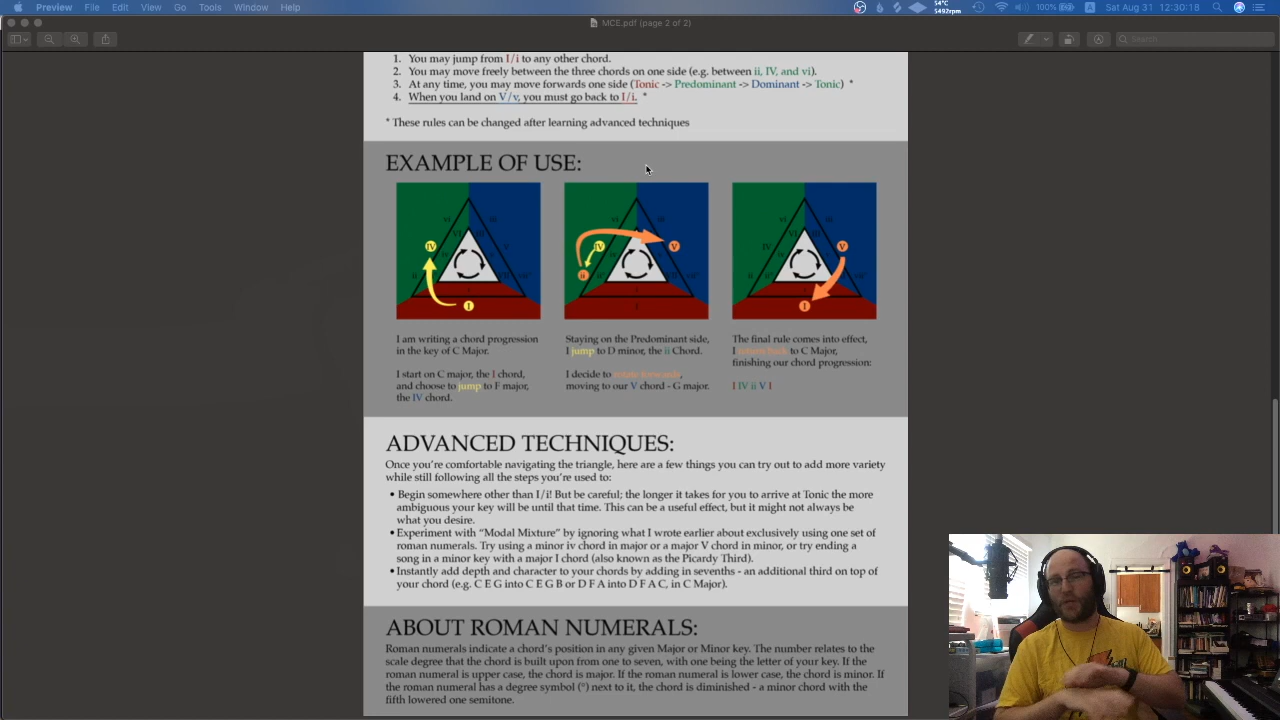 Preview File Edit View Go Tools Window Help
54°C
5492rpm
100%
A
Sat Aug 31 12:30:18
MCE.pdf (page 2 of 2)
Search
1. You may jump from I/i to any other chord.
2. You may move freely between the three chords on one side (e.g. between ii, IV, and vi).
3. At any time, you may move forwards one side (Tonic -> Predominant -> Dominant -> Tonic) *
4. When you land on V/v, you must go back to I/i. *
* These rules can be changed after learning advanced techniques
EXAMPLE OF USE:
IV
I
IV
ii
V
V
I
I am writing a chord progression
in the key of C Major.
I start on C major, the I chord,
and choose to jump to F major,
the IV chord.
Staying on the Predominant side,
I jump to D minor, the ii Chord.
I decide to
moving to our V chord - G major.
The final rule comes into effect,
I to C Major,
finishing our chord progression:
I IV ii V I
ADVANCED TECHNIQUES:
Once you're comfortable navigating the triangle, here are a few things you can try out to add more variety
while still following all the steps you're used to:
• Begin somewhere other than I/i! But be careful; the longer it takes for you to arrive at Tonic the more
ambiguous your key will be until that time. This can be a useful effect, but it might not always be
what you desire.
• Experiment with “Modal Mixture” by ignoring what I wrote earlier about exclusively using one set of
roman numerals. Try using a minor iv chord in major or a major V chord in minor, or try ending a
song in a minor key with a major I chord (also known as the Picardy Third).
• Instantly add depth and character to your chords by adding in sevenths - an additional third on top of
your chord (e.g. C E G into C E G B or D F A into D F A C, in C Major).
ABOUT ROMAN NUMERALS:
Roman numerals indicate a chord's position in any given Major or Minor key. The number relates to the
scale degree that the chord is built upon from one to seven, with one being the letter of your key. If the
roman numeral is upper case, the chord is major. If the roman numeral is lower case, the chord is minor. If
the roman numeral has a degree symbol (°) next to it, the chord is diminished - a minor chord with the
fifth lowered one semitone.